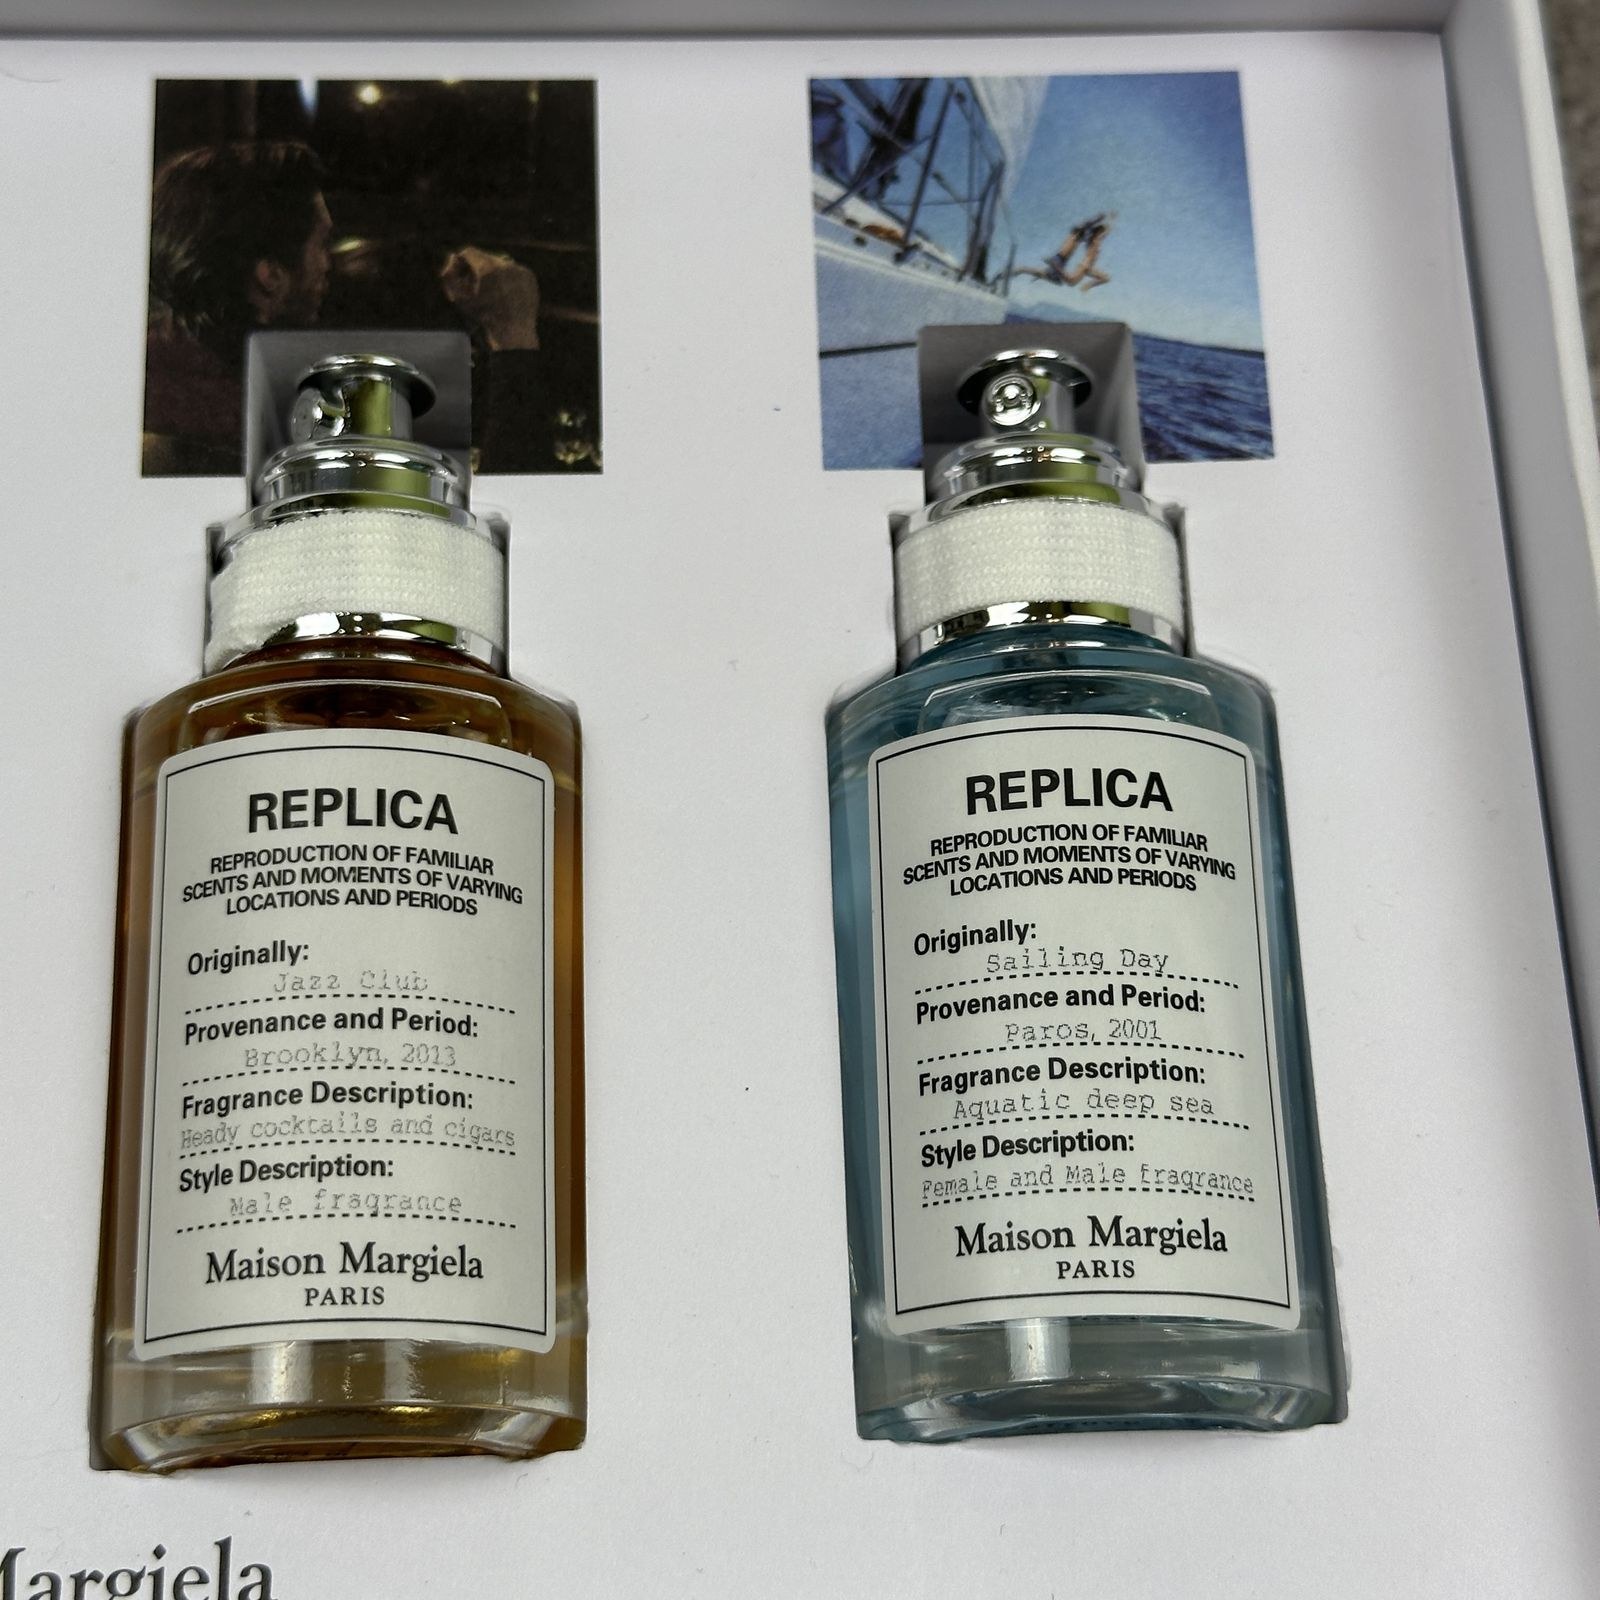 REPLICA
REPRODUCTION OF FAMILIAR
SCENTS AND MOMENTS OF VARYING
LOCATIONS AND PERIODS
Originally:
Jazz Club
Provenance and Period:
Brooklyn, 2013
Fragrance Description:
Heady cocktails and cigars
Style Description:
Male fragrance
Maison Margiela
PARIS
REPLICA
REPRODUCTION OF FAMILIAR
SCENTS AND MOMENTS OF VARYING
LOCATIONS AND PERIODS
Originally:
Sailing Day
Provenance and Period:
Paros, 2001
Fragrance Description:
Aquatic deep sea
Style Description:
Female and Male fragrance
Maison Margiela
PARIS
Margiela